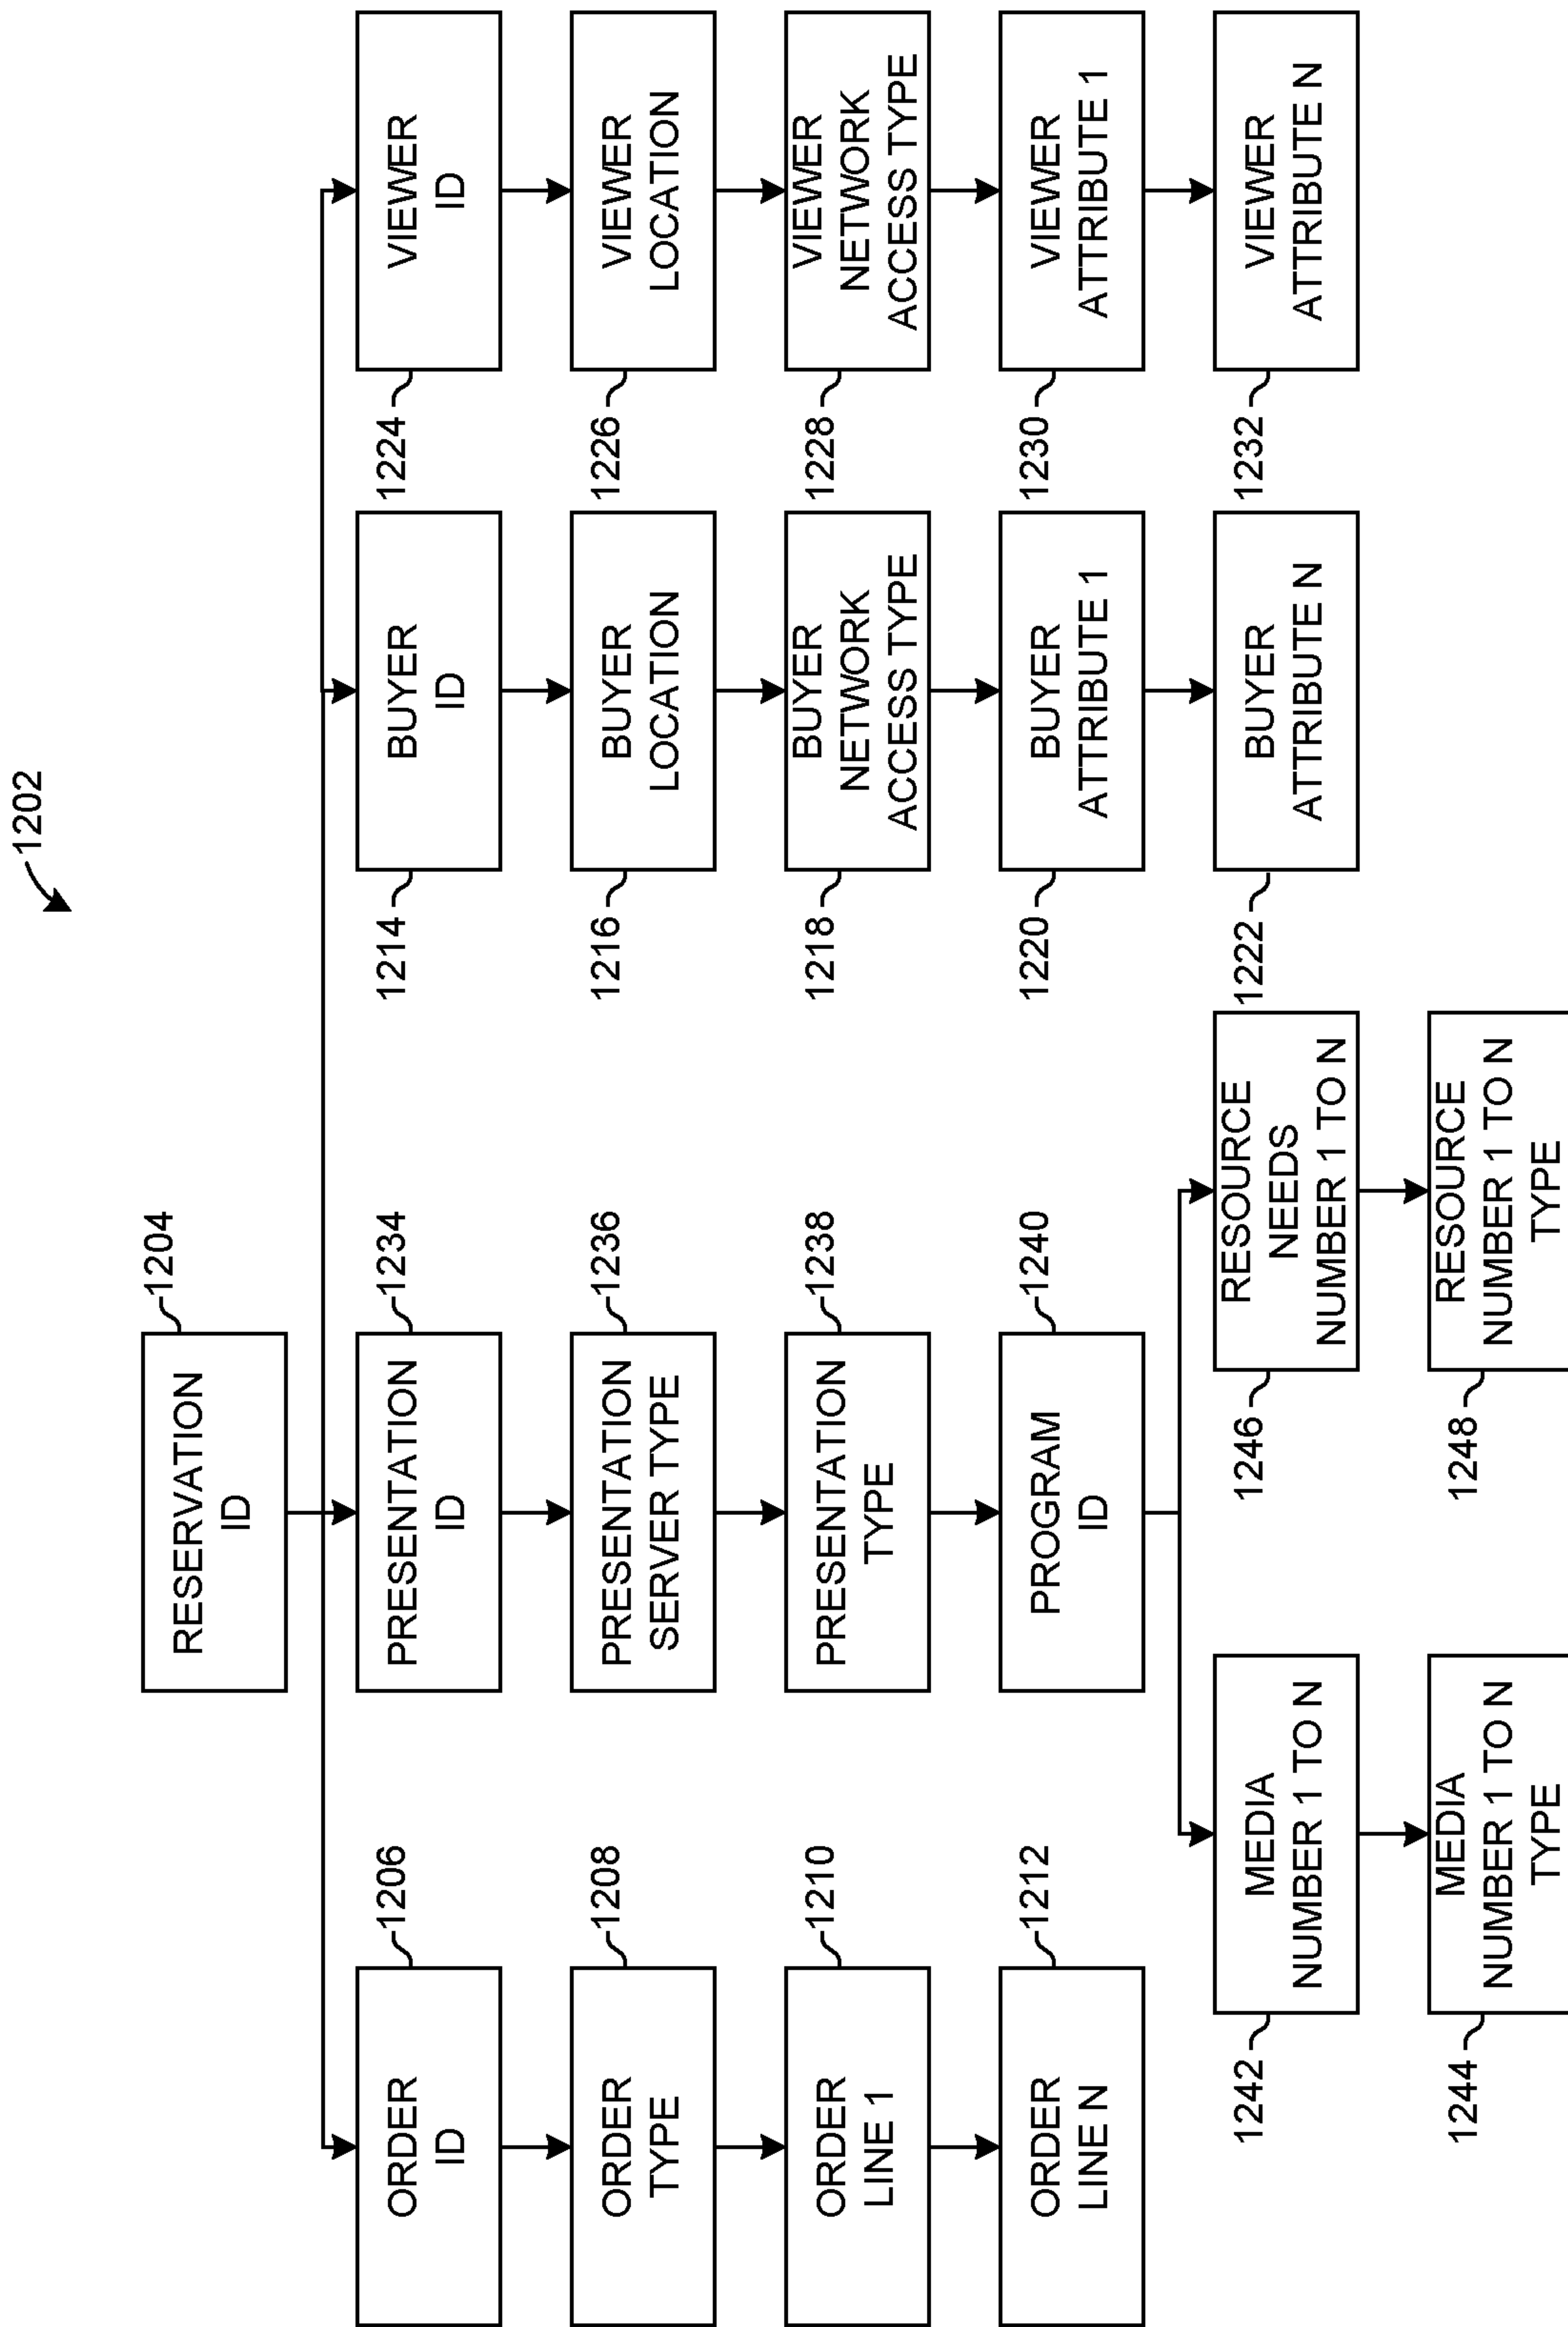 1202
RESERVATION
ID
1204
ORDER
ID
1206
ORDER
TYPE
1208
ORDER
LINE 1
1210
ORDER
LINE N
1212
PRESENTATION
ID
1234
PRESENTATION
SERVER TYPE
1236
PRESENTATION
TYPE
1238
PROGRAM
ID
1240
MEDIA
NUMBER 1 TO N
1242
MEDIA
NUMBER 1 TO N
TYPE
1244
RESOURCE
NEEDS
NUMBER 1 TO N
1246
RESOURCE
NUMBER 1 TO N
TYPE
1248
BUYER
ID
1214
BUYER
LOCATION
1216
BUYER
NETWORK
ACCESS TYPE
1218
BUYER
ATTRIBUTE 1
1220
BUYER
ATTRIBUTE N
1222
VIEWER
ID
1224
VIEWER
LOCATION
1226
VIEWER
NETWORK
ACCESS TYPE
1228
VIEWER
ATTRIBUTE 1
1230
VIEWER
ATTRIBUTE N
1232